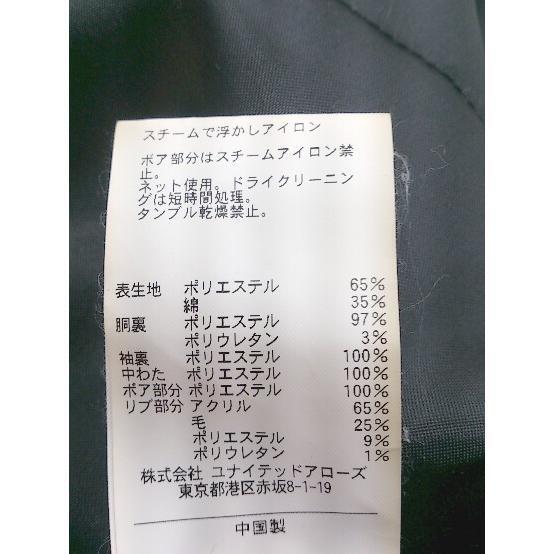 スチームで浮かしアイロン
ボア部分はスチームアイロン禁
止。
ネット使用。ドライクリーニン
グは短時間処理。
タンブル乾燥禁止。
表生地 ポリエステル 65%
綿 35%
胴裏 ポリエステル 97%
ポリウレタン 3%
袖裏 ポリエステル 100%
中わた ポリエステル 100%
ボア部分 ポリエステル 100%
リブ部分 アクリル 65%
毛 25%
ポリエステル 9%
ポリウレタン 1%
株式会社 ユナイテッドアローズ
東京都港区赤坂8-1-19
中国製